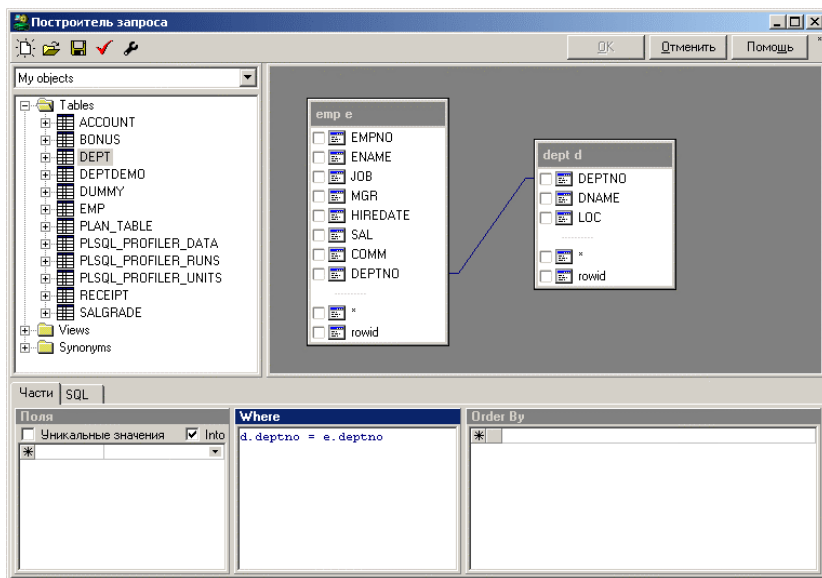 Построитель запроса
OK Отменить Помощь
My objects
Tables
ACCOUNT
BONUS
DEPT
DEPTDEMO
DUMMY
EMP
PLAN_TABLE
PLSQL_PROFILER_DATA
PLSQL_PROFILER_RUNS
PLSQL_PROFILER_UNITS
RECEIPT
SALGRADE
Views
Synonyms
emp e
EMPNO
ENAME
JOB
MGR
HIREDATE
SAL
COMM
DEPTNO
*
rowid
dept d
DEPTNO
DNAME
LOC
*
rowid
Части SQL
Поля
Уникальные значения Into
Where
d.deptno = e.deptno
Order By